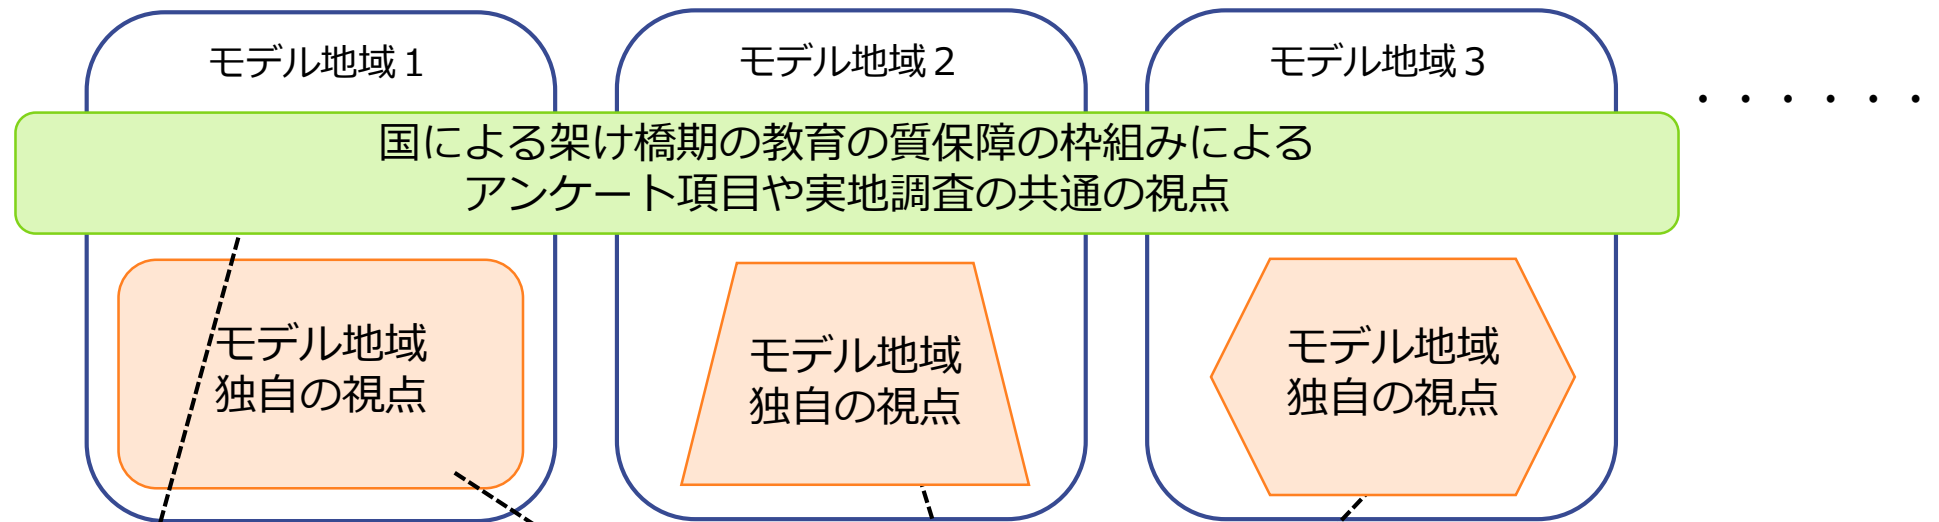 モデル地域１
モデル地域２
モデル地域３
・・・・・・
国による架け橋期の教育の質保障の枠組みによる
アンケート項目や実地調査の共通の視点
モデル地域
独自の視点
モデル地域
独自の視点
モデル地域
独自の視点